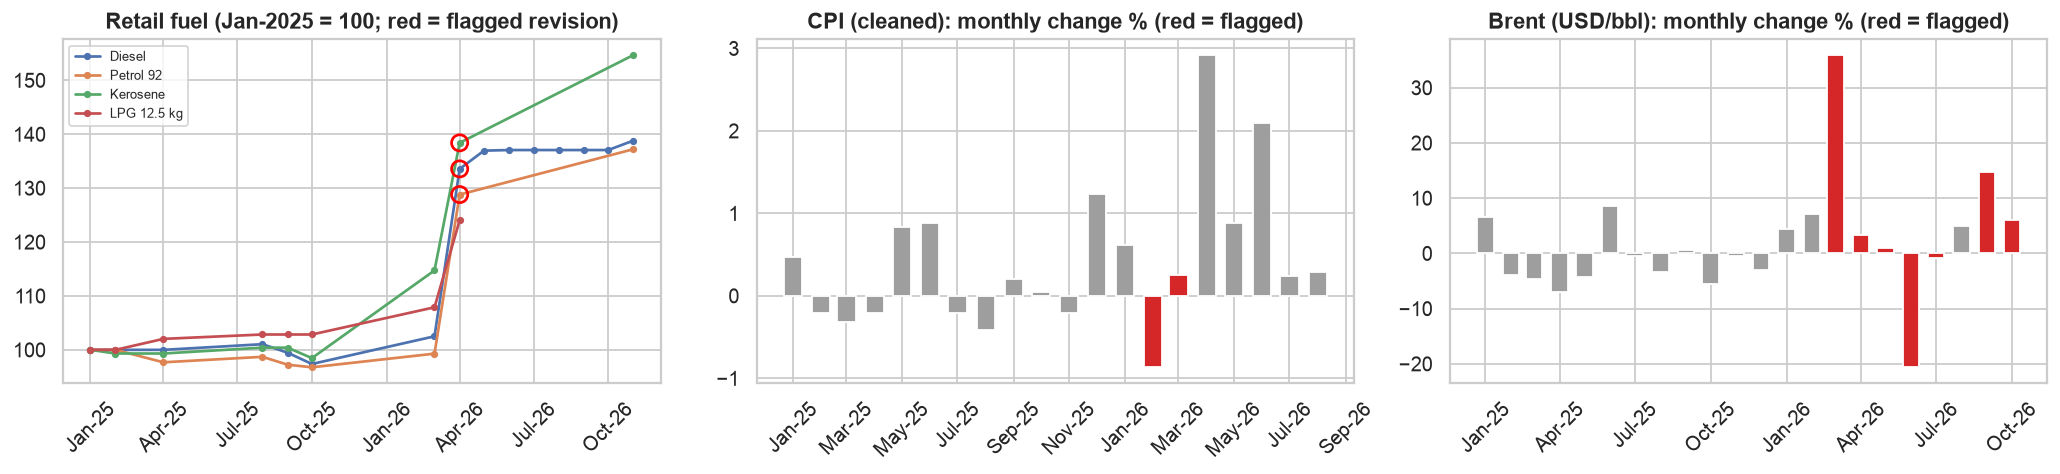 Retail fuel (Jan-2025 = 100; red = flagged revision)
Diesel
Petrol 92
Kerosene
LPG 12.5 kg
150
140
130
120
110
100
Jan-25
Apr-25
Jul-25
Oct-25
Jan-26
Apr-26
Jul-26
Oct-26
CPI (cleaned): monthly change % (red = flagged)
3
2
1
0
−1
Jan-25
Mar-25
May-25
Jul-25
Sep-25
Nov-25
Jan-26
Mar-26
May-26
Jul-26
Sep-26
Brent (USD/bbl): monthly change % (red = flagged)
30
20
10
0
−10
−20
Jan-25
Apr-25
Jul-25
Oct-25
Jan-26
Apr-26
Jul-26
Oct-26